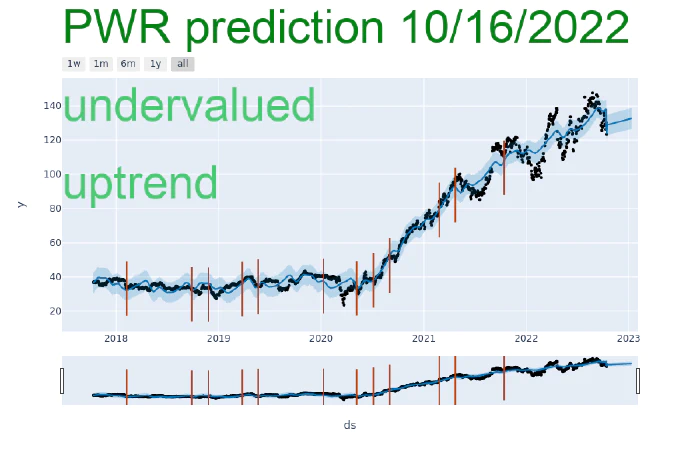 PWR prediction 10/16/2022
1w 1m 6m 1y all
undervalued
uptrend
140
120
100
80
60
40
20
y
2018 2019 2020 2021 2022 2023
ds